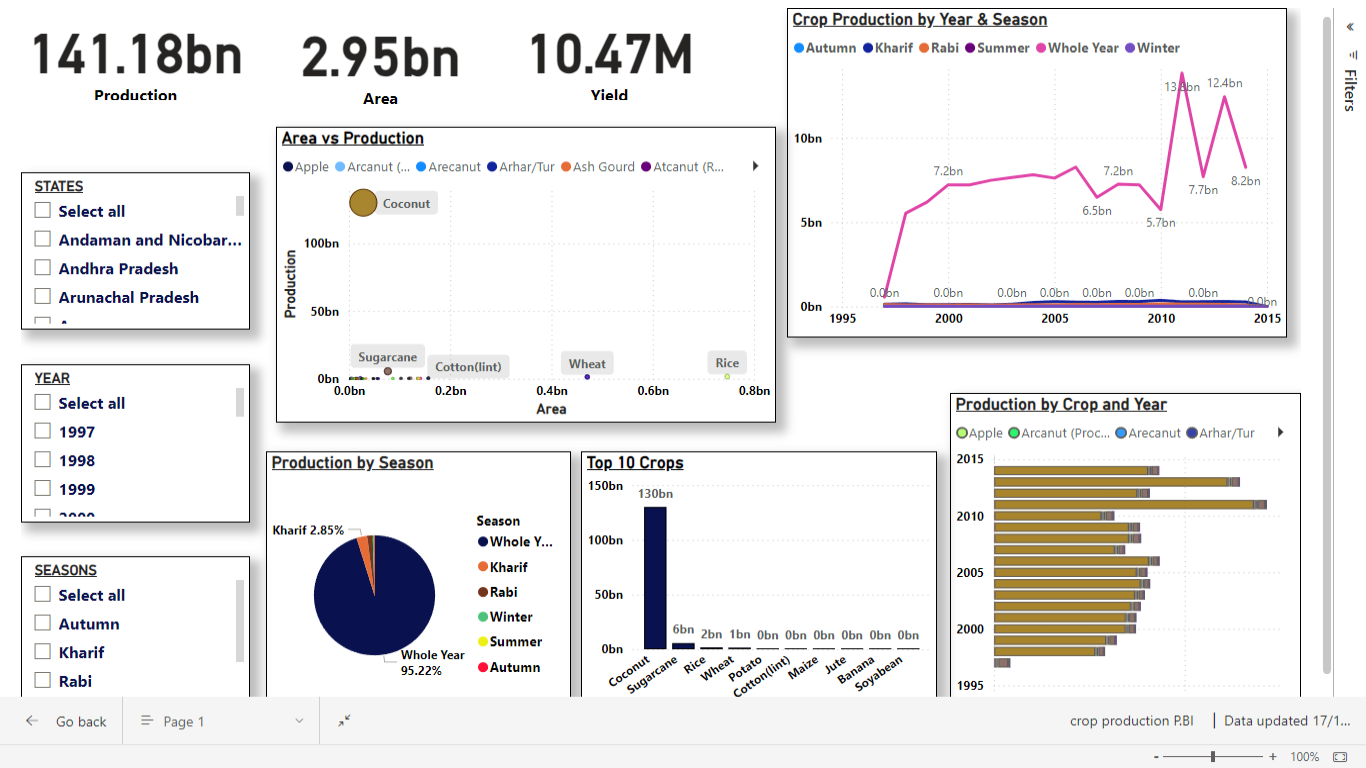 141.18bn
Production
2.95bn
Area
10.47M
Yield
STATES
Select all
Andaman and Nicobar...
Andhra Pradesh
Arunachal Pradesh
YEAR
Select all
1997
1998
1999
2000
SEASONS
Select all
Autumn
Kharif
Rabi
Area vs Production
Apple Arcanut (... Arecanut Arhar/Tur Ash Gourd Atcanut (R...
Production
100bn
50bn
0bn
Coconut
Sugarcane
Cotton(lint)
Wheat
Rice
0.0bn 0.2bn 0.4bn 0.6bn 0.8bn
Area
Crop Production by Year & Season
Autumn Kharif Rabi Summer Whole Year Winter
10bn
5bn
0bn
7.2bn 6.5bn 7.2bn 5.7bn 7.7bn 12.4bn 8.2bn
0.0bn 0.0bn 0.0bn 0.0bn 0.0bn 0.0bn 0.0bn 0.0bn
1995 2000 2005 2010 2015
Production by Season
Kharif 2.85%
Whole Year
95.22%
Season
Whole Y...
Kharif
Rabi
Winter
Summer
Autumn
Top 10 Crops
150bn
100bn
50bn
0bn
130bn 6bn 2bn 1bn 0bn 0bn 0bn 0bn 0bn 0bn
Coconut Sugarcane Rice Wheat Potato Cotton(lint) Maize Jute Banana Soyabean
Production by Crop and Year
Apple Arcanut (Proc... Arecanut Arhar/Tur
2015
2010
2005
2000
1995
Filters
Go back
Page 1
crop production P.BI | Data updated 17/1...
- + 100%